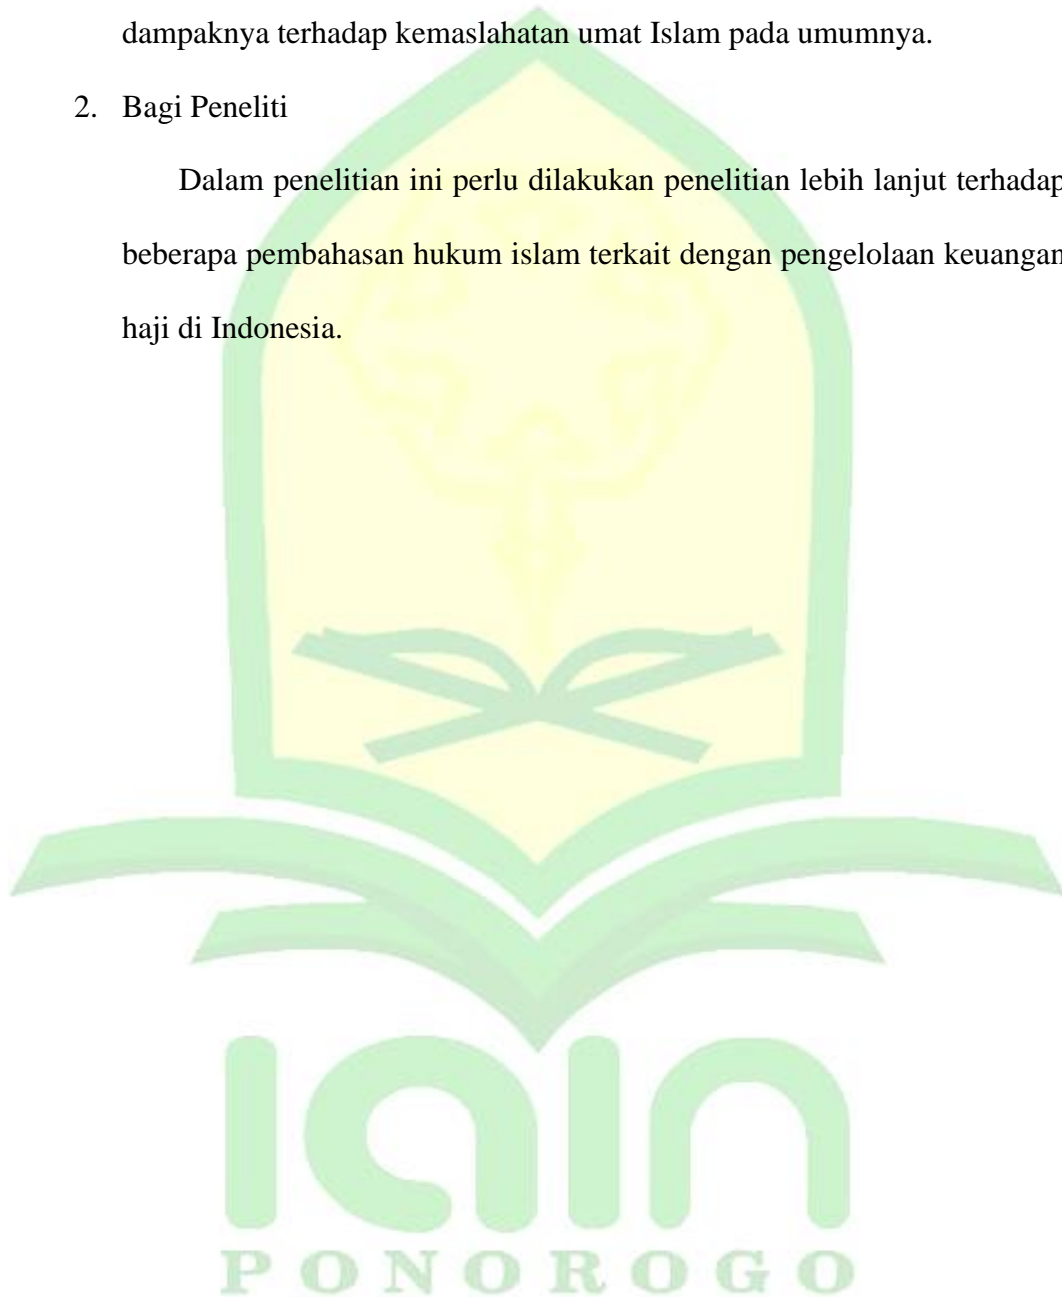 dampaknya terhadap kemaslahatan umat Islam pada umumnya.
2. Bagi Peneliti
Dalam penelitian ini perlu dilakukan penelitian lebih lanjut terhadap
beberapa pembahasan hukum islam terkait dengan pengelolaan keuangan
haji di Indonesia.
iain
PONOROGO